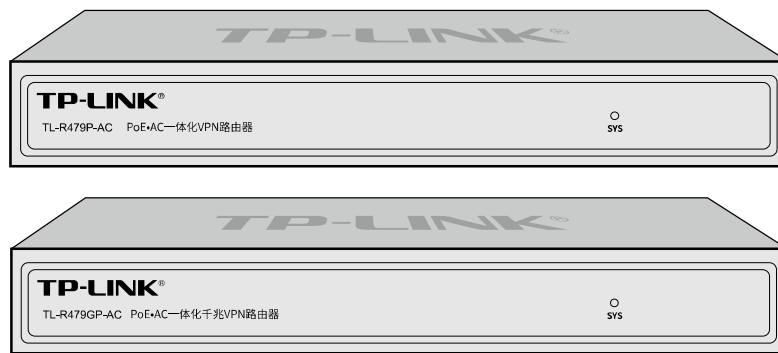 TP-LINK®
TP-LINK®
TL-R479P-AC PoE•AC一体化VPN路由器
SYS
TP-LINK®
TP-LINK®
TL-R479GP-AC PoE•AC一体化千兆VPN路由器
SYS